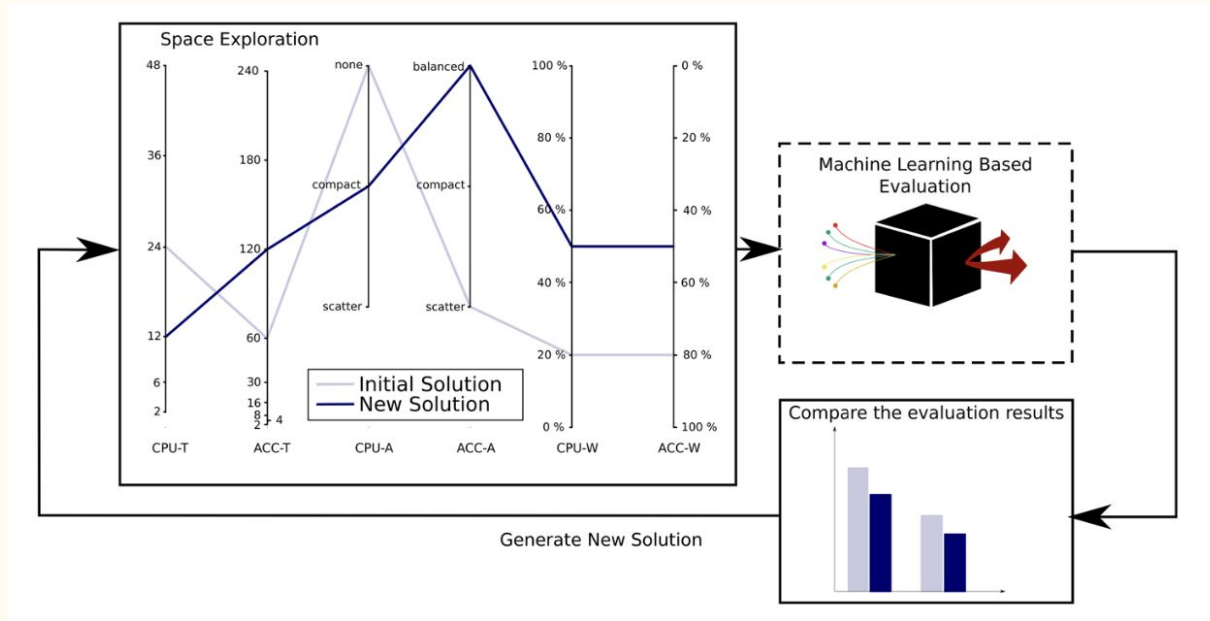 Space Exploration
48
36
24
12
6
2
CPU-T
240
180
120
60
30
16
8
4
2
ACC-T
none
compact
scatter
CPU-A
balanced
compact
scatter
ACC-A
100 %
80 %
60 %
40 %
20 %
0 %
CPU-W
0 %
20 %
40 %
60 %
80 %
100 %
ACC-W
Initial Solution
New Solution
Machine Learning Based
Evaluation
Compare the evaluation results
Generate New Solution